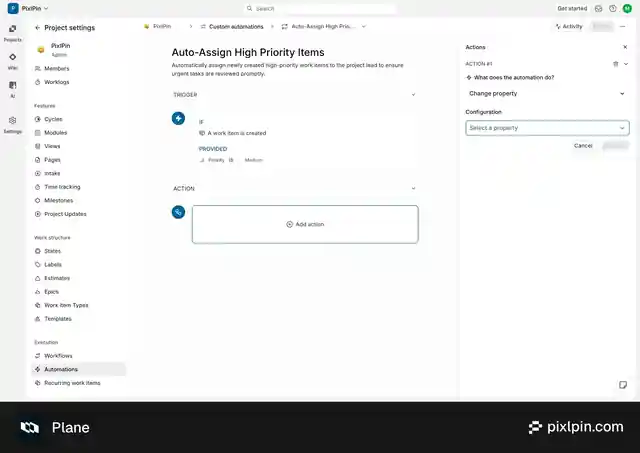 P PixlPin
Search
Get started
M
Projects
Wiki
AI
Settings
Project settings
PixlPin
Admin
Members
Worklogs
Features
Cycles
Modules
Views
Pages
Intake
Time tracking
Milestones
Project Updates
Work structure
States
Labels
Estimates
Epics
Work Item Types
Templates
Execution
Workflows
Automations
Recurring work items
PixlPin > Custom automations > Auto-Assign High Prio...
Activity
Auto-Assign High Priority Items
Automatically assign newly created high-priority work items to the project lead to ensure
urgent tasks are reviewed promptly.
TRIGGER
IF
A work item is created
PROVIDED
Priority is Medium
ACTION
Add action
Actions
ACTION #1
What does the automation do?
Change property
Configuration
Select a property
Cancel
Plane
pixlpin.com